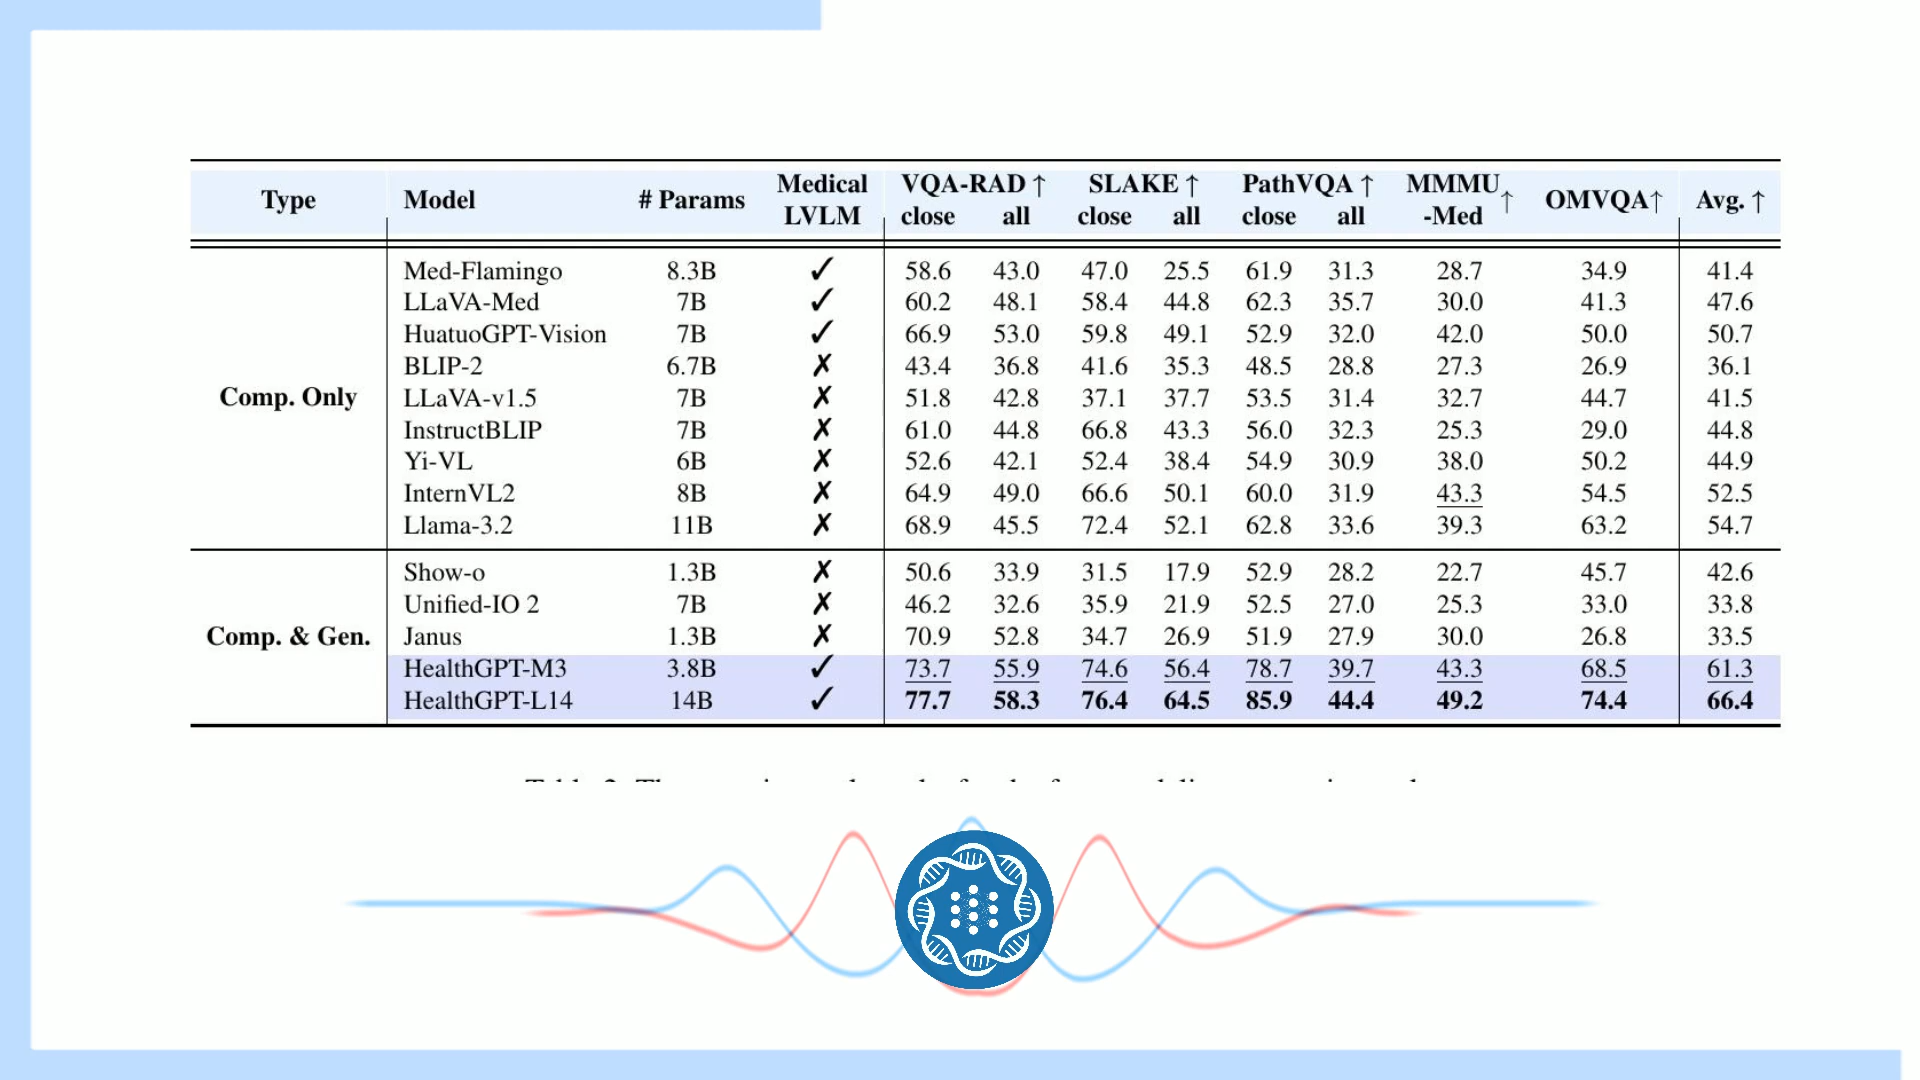 Type Model # Params Medical LVLM VQA-RAD ↑ SLAKE ↑ PathVQA ↑ MMMU -Med ↑ OMVQA↑ Avg. ↑
close all close all close all
Comp. Only
Med-Flamingo 8.3B ✓ 58.6 43.0 47.0 25.5 61.9 31.3 28.7 34.9 41.4
LLaVA-Med 7B ✓ 60.2 48.1 58.4 44.8 62.3 35.7 30.0 41.3 47.6
HuatuoGPT-Vision 7B ✓ 66.9 53.0 59.8 49.1 52.9 32.0 42.0 50.0 50.7
BLIP-2 6.7B ✗ 43.4 36.8 41.6 35.3 48.5 28.8 27.3 26.9 36.1
LLaVA-v1.5 7B ✗ 51.8 42.8 37.1 37.7 53.5 31.4 32.7 44.7 41.5
InstructBLIP 7B ✗ 61.0 44.8 66.8 43.3 56.0 32.3 25.3 29.0 44.8
Yi-VL 6B ✗ 52.6 42.1 52.4 38.4 54.9 30.9 38.0 50.2 44.9
InternVL2 8B ✗ 64.9 49.0 66.6 50.1 60.0 31.9 43.3 54.5 52.5
Llama-3.2 11B ✗ 68.9 45.5 72.4 52.1 62.8 33.6 39.3 63.2 54.7
Comp. & Gen.
Show-o 1.3B ✗ 50.6 33.9 31.5 17.9 52.9 28.2 22.7 45.7 42.6
Unified-IO 2 7B ✗ 46.2 32.6 35.9 21.9 52.5 27.0 25.3 33.0 33.8
Janus 1.3B ✗ 70.9 52.8 34.7 26.9 51.9 27.9 30.0 26.8 33.5
HealthGPT-M3 3.8B ✓ 73.7 55.9 74.6 56.4 78.7 39.7 43.3 68.5 61.3
HealthGPT-L14 14B ✓ 77.7 58.3 76.4 64.5 85.9 44.4 49.2 74.4 66.4